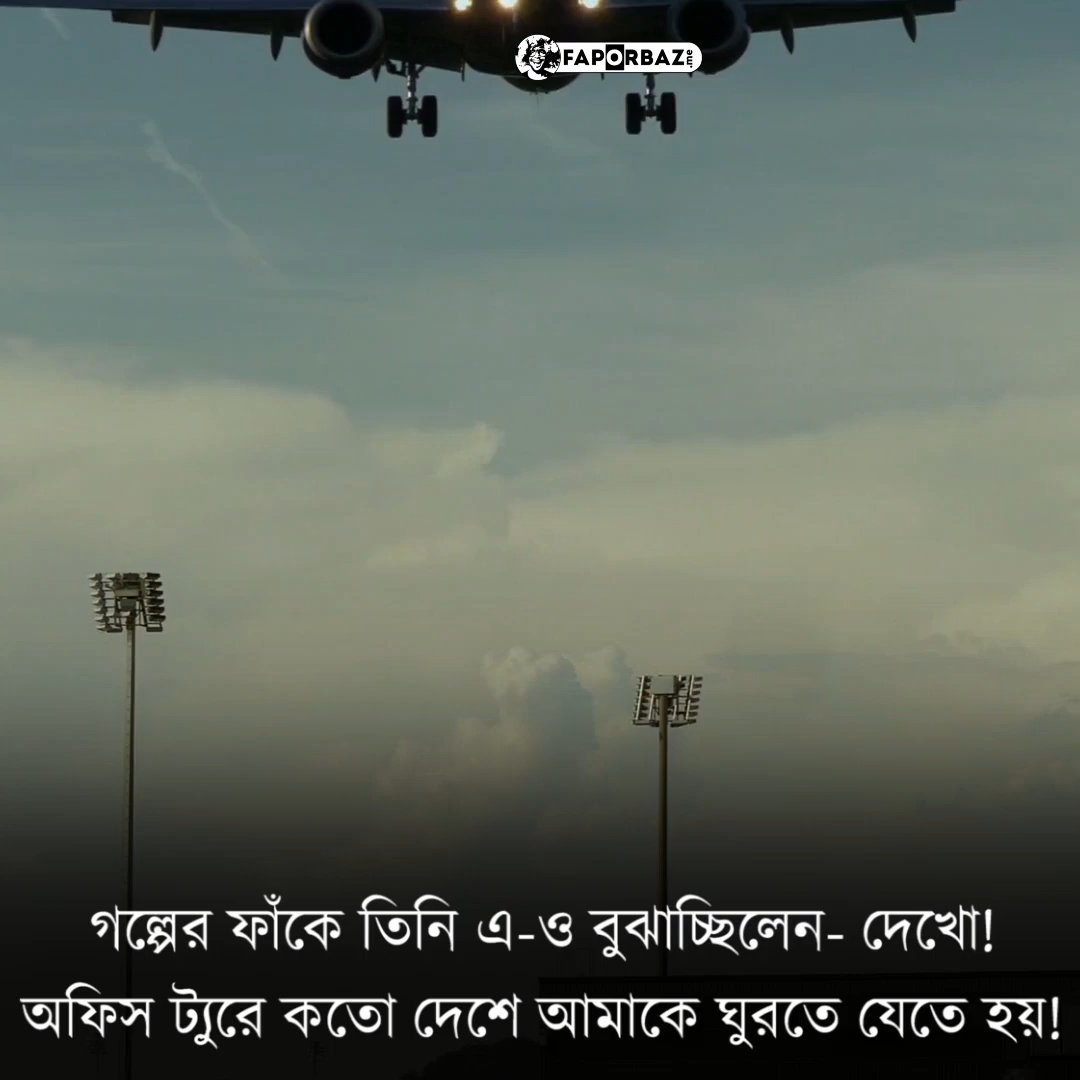 FAPORBAZ
গল্পের ফাঁকে তিনি এ-ও বুঝাচ্ছিলেন- দেখো!
অফিস ট্যুরে কতো দেশে আমাকে ঘুরতে যেতে হয়!